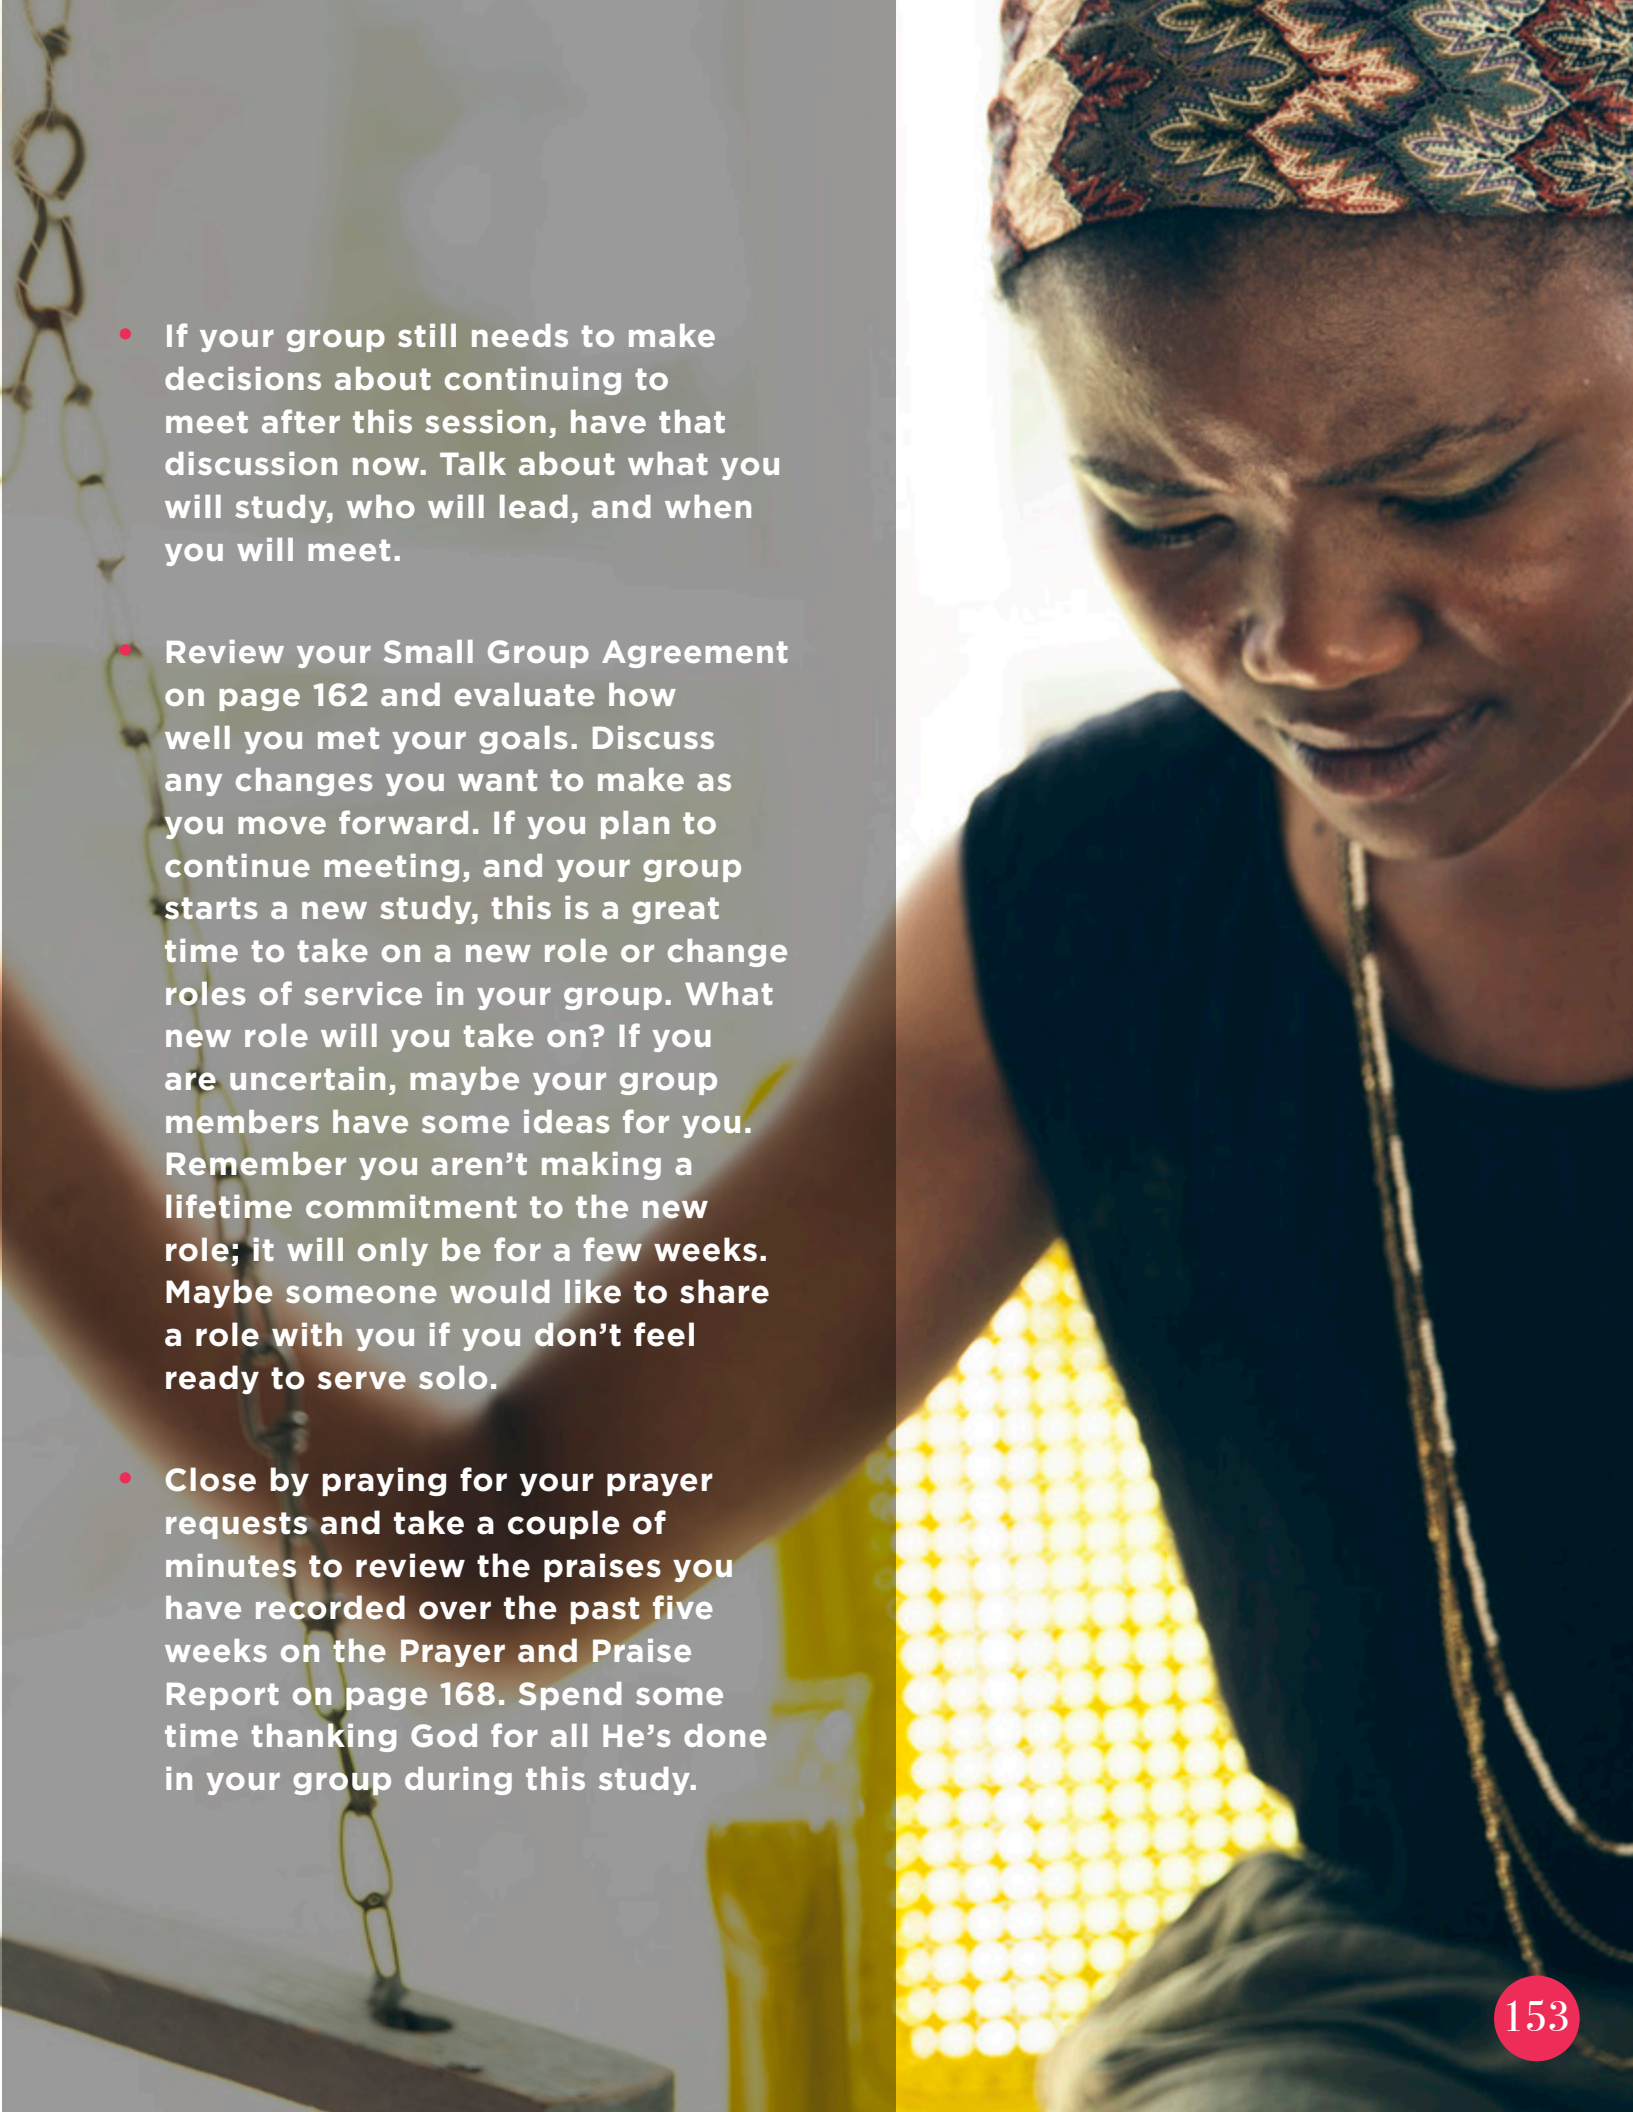 • If your group still needs to make
decisions about continuing to
meet after this session, have that
discussion now. Talk about what you
will study, who will lead, and when
you will meet.
• Review your Small Group Agreement
on page 162 and evaluate how
well you met your goals. Discuss
any changes you want to make as
you move forward. If you plan to
continue meeting, and your group
starts a new study, this is a great
time to take on a new role or change
roles of service in your group. What
new role will you take on? If you
are uncertain, maybe your group
members have some ideas for you.
Remember you aren’t making a
lifetime commitment to the new
role; it will only be for a few weeks.
Maybe someone would like to share
a role with you if you don’t feel
ready to serve solo.
• Close by praying for your prayer
requests and take a couple of
minutes to review the praises you
have recorded over the past five
weeks on the Prayer and Praise
Report on page 168. Spend some
time thanking God for all He’s done
in your group during this study.
153